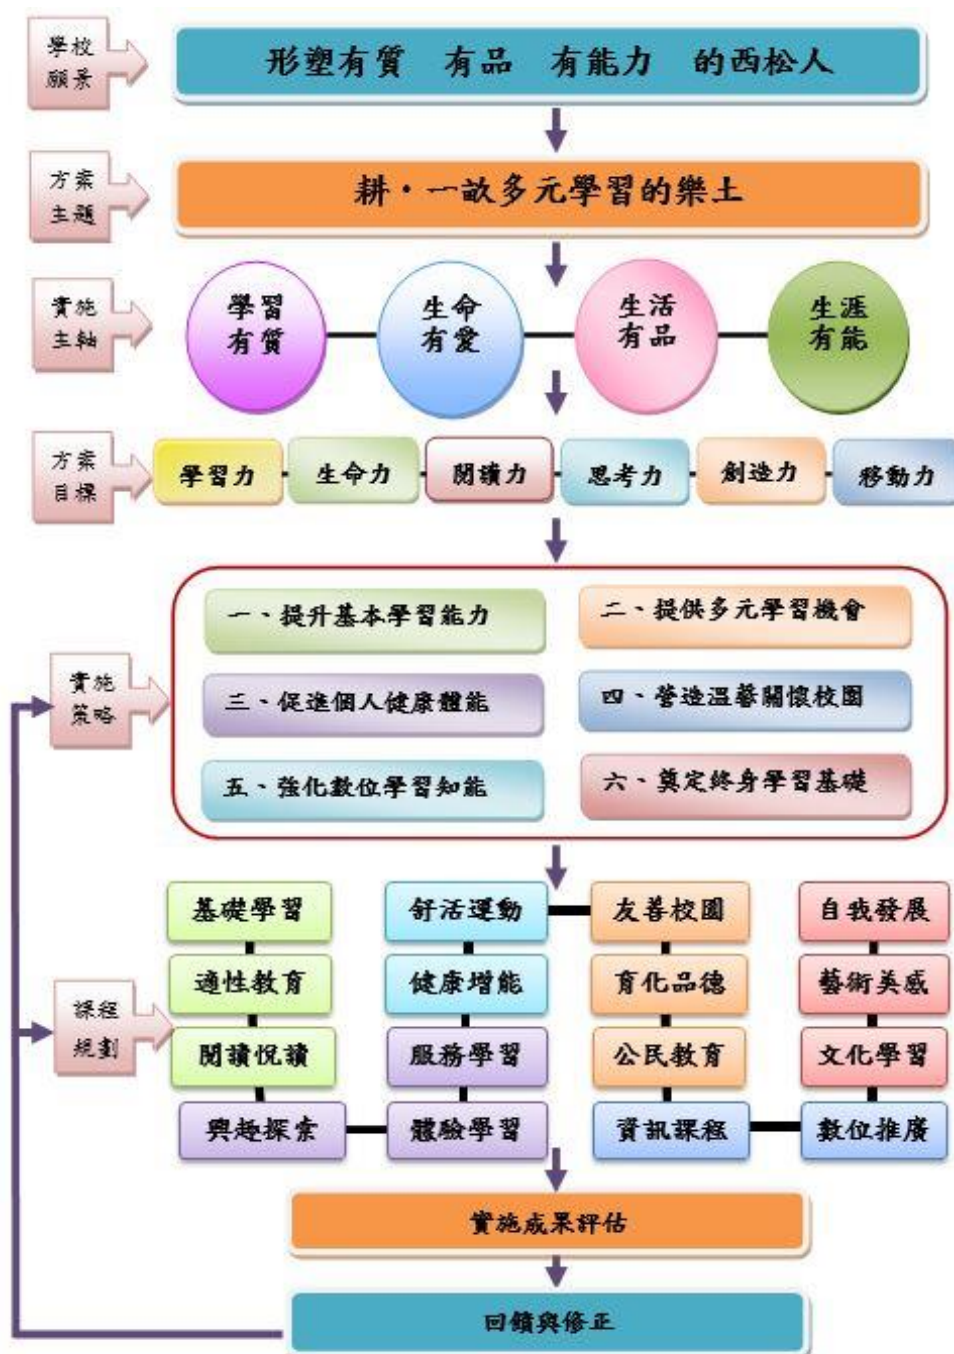 學校
願景
形塑有質　有品　有能力　的西松人
方案
主題
耕・一畝多元學習的樂土
實施
主軸
學習
有質
生命
有愛
生活
有品
生涯
有能
方案
目標
學習力
生命力
閱讀力
思考力
創造力
移動力
實施
策略
一、提升基本學習能力
二、提供多元學習機會
三、促進個人健康體能
四、營造溫馨關懷校園
五、強化數位學習知能
六、奠定終身學習基礎
課程
規劃
基礎學習
舒活運動
友善校園
自我發展
適性教育
健康增能
育化品德
藝術美感
閱讀悅讀
服務學習
公民教育
文化學習
興趣探索
體驗學習
資訊課程
數位推廣
實施成果評估
回饋與修正